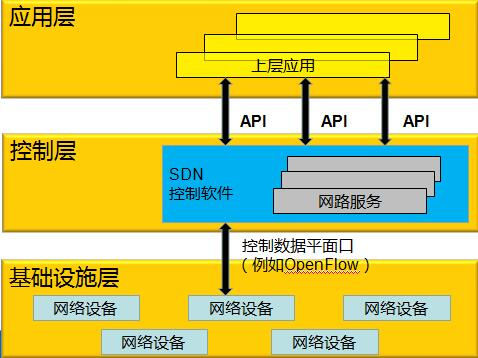 应用层
上层应用
API API API
控制层
SDN
控制软件
网路服务
控制数据平面口
（例如OpenFlow）
基础设施层
网络设备 网络设备 网络设备
网络设备 网络设备